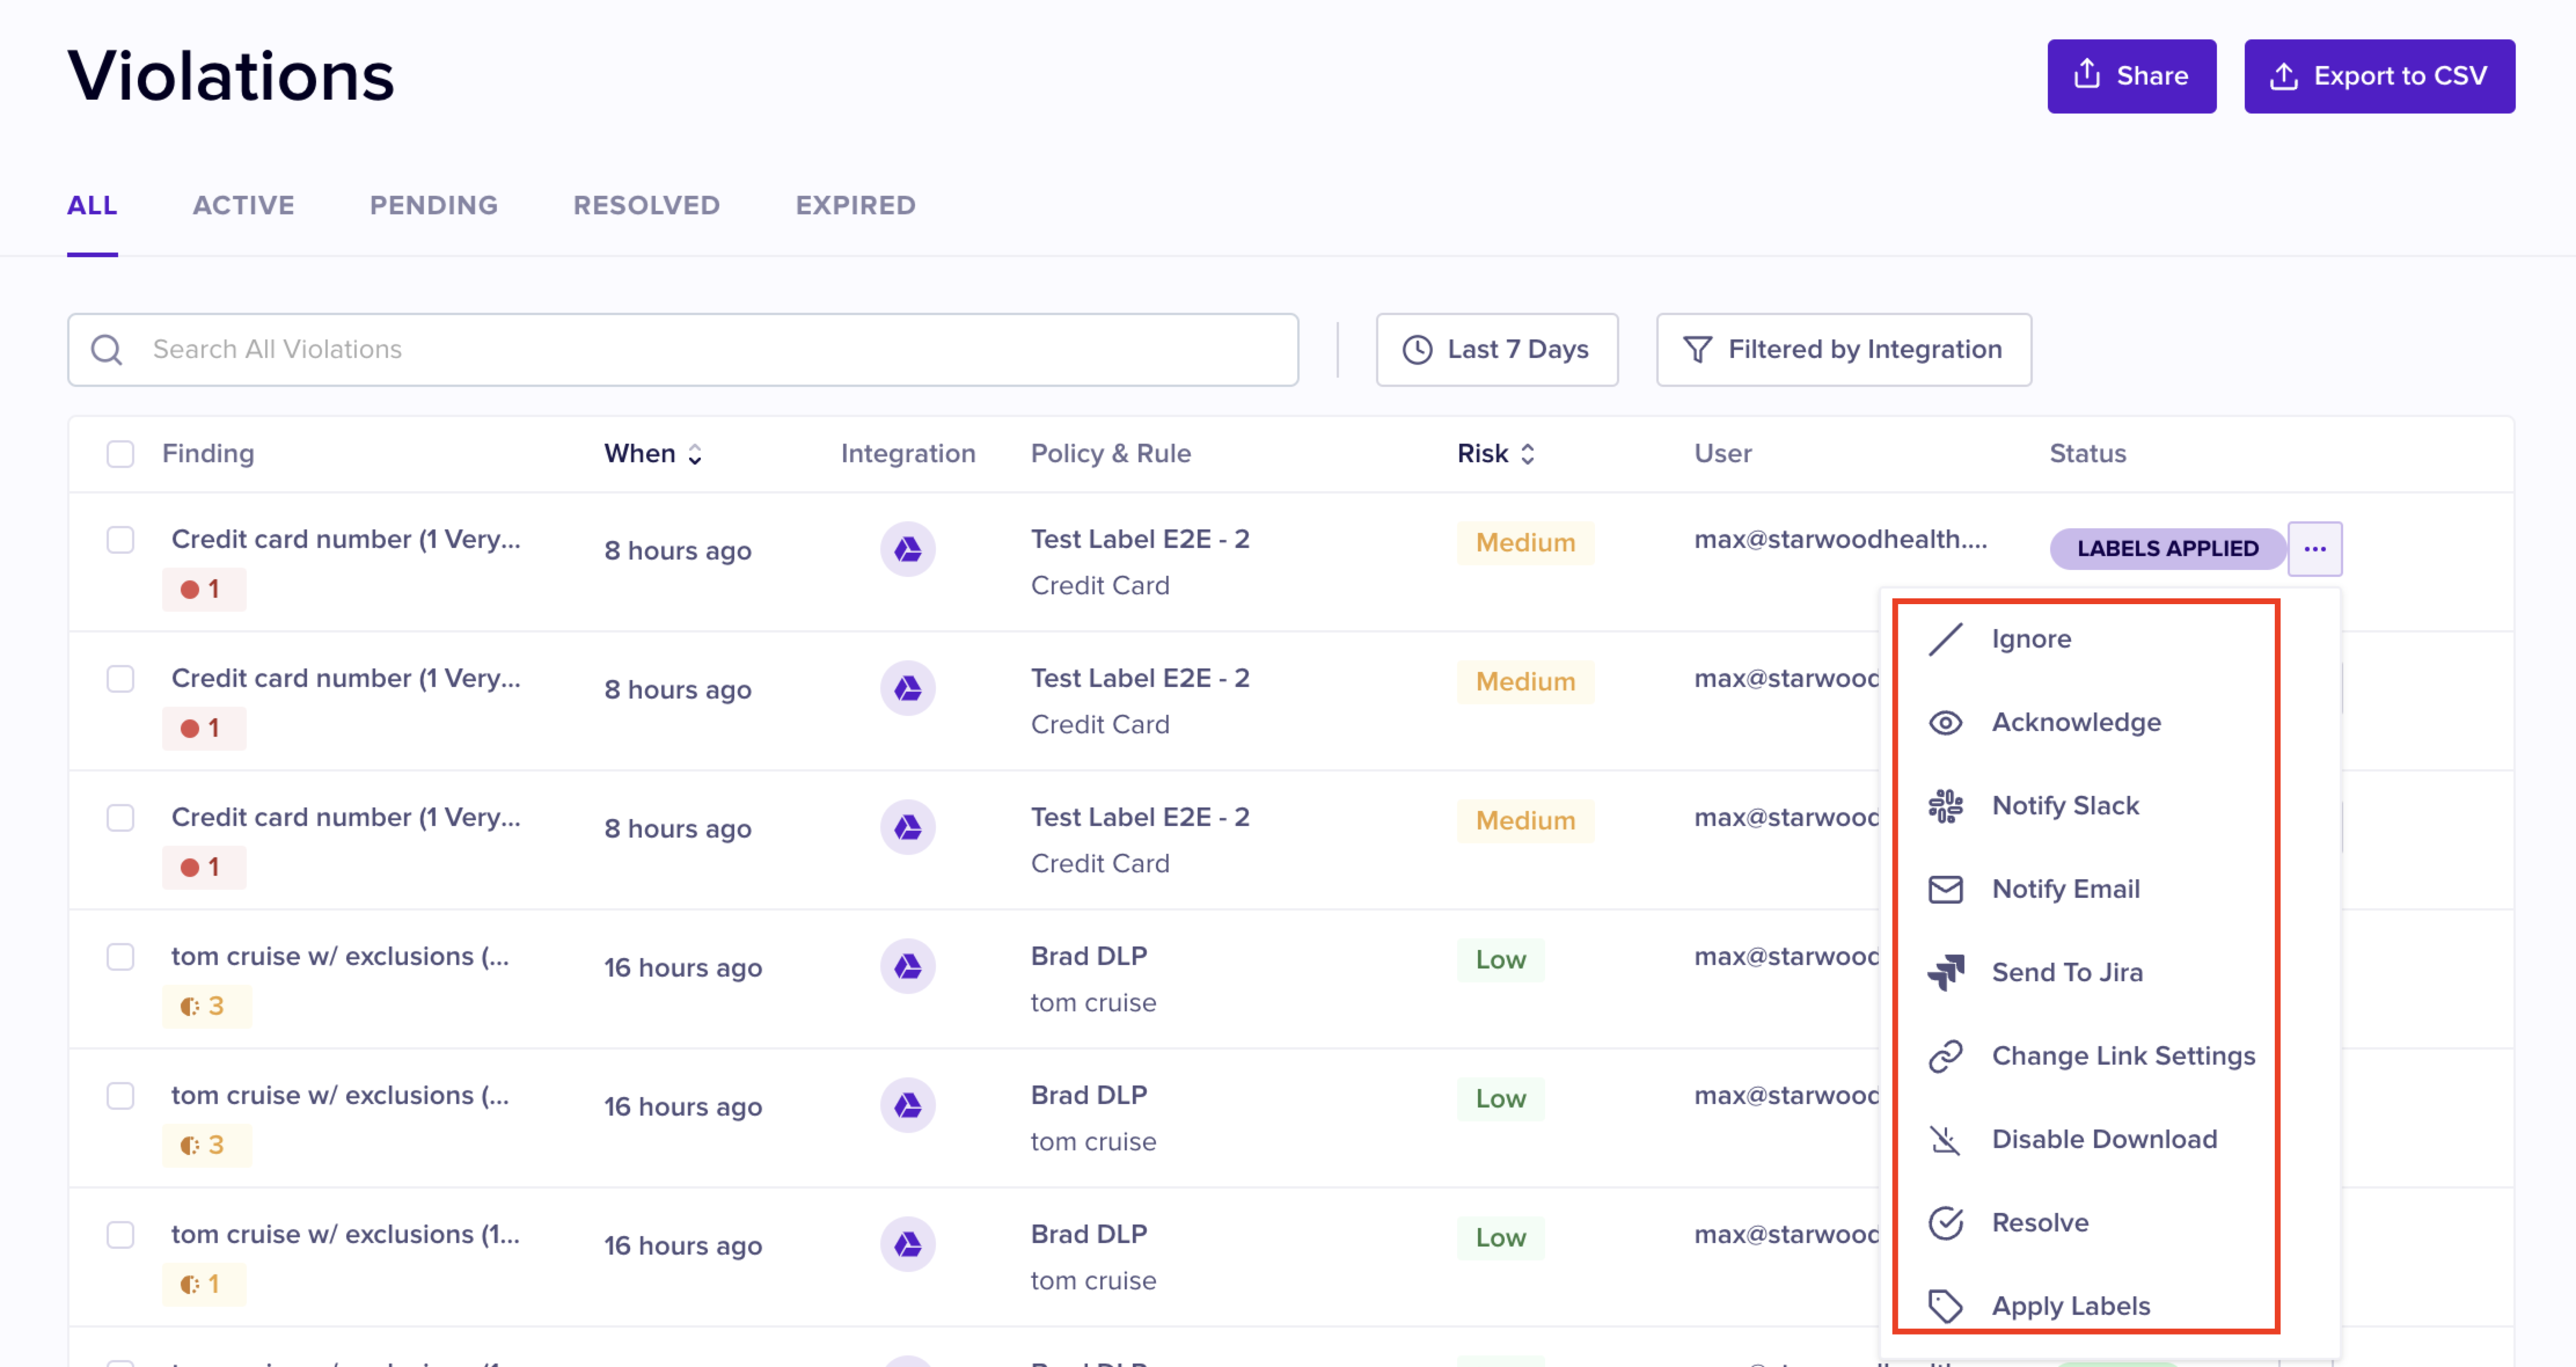 Violations
Share
Export to CSV
ALL
ACTIVE
PENDING
RESOLVED
EXPIRED
Search All Violations
Last 7 Days
Filtered by Integration
Finding When Integration Policy & Rule Risk User Status
Credit card number (1 Very... 8 hours ago Test Label E2E - 2 Medium max@starwoodhealth.... LABELS APPLIED ...
1 Credit Card
Credit card number (1 Very... 8 hours ago Test Label E2E - 2 Medium max@starwood
1 Credit Card
Credit card number (1 Very... 8 hours ago Test Label E2E - 2 Medium max@starwood
1 Credit Card
tom cruise w/ exclusions (... 16 hours ago Brad DLP Low max@starwood
3 tom cruise
tom cruise w/ exclusions (... 16 hours ago Brad DLP Low max@starwood
3 tom cruise
tom cruise w/ exclusions (1... 16 hours ago Brad DLP Low max@starwood
1 tom cruise
Ignore
Acknowledge
Notify Slack
Notify Email
Send To Jira
Change Link Settings
Disable Download
Resolve
Apply Labels